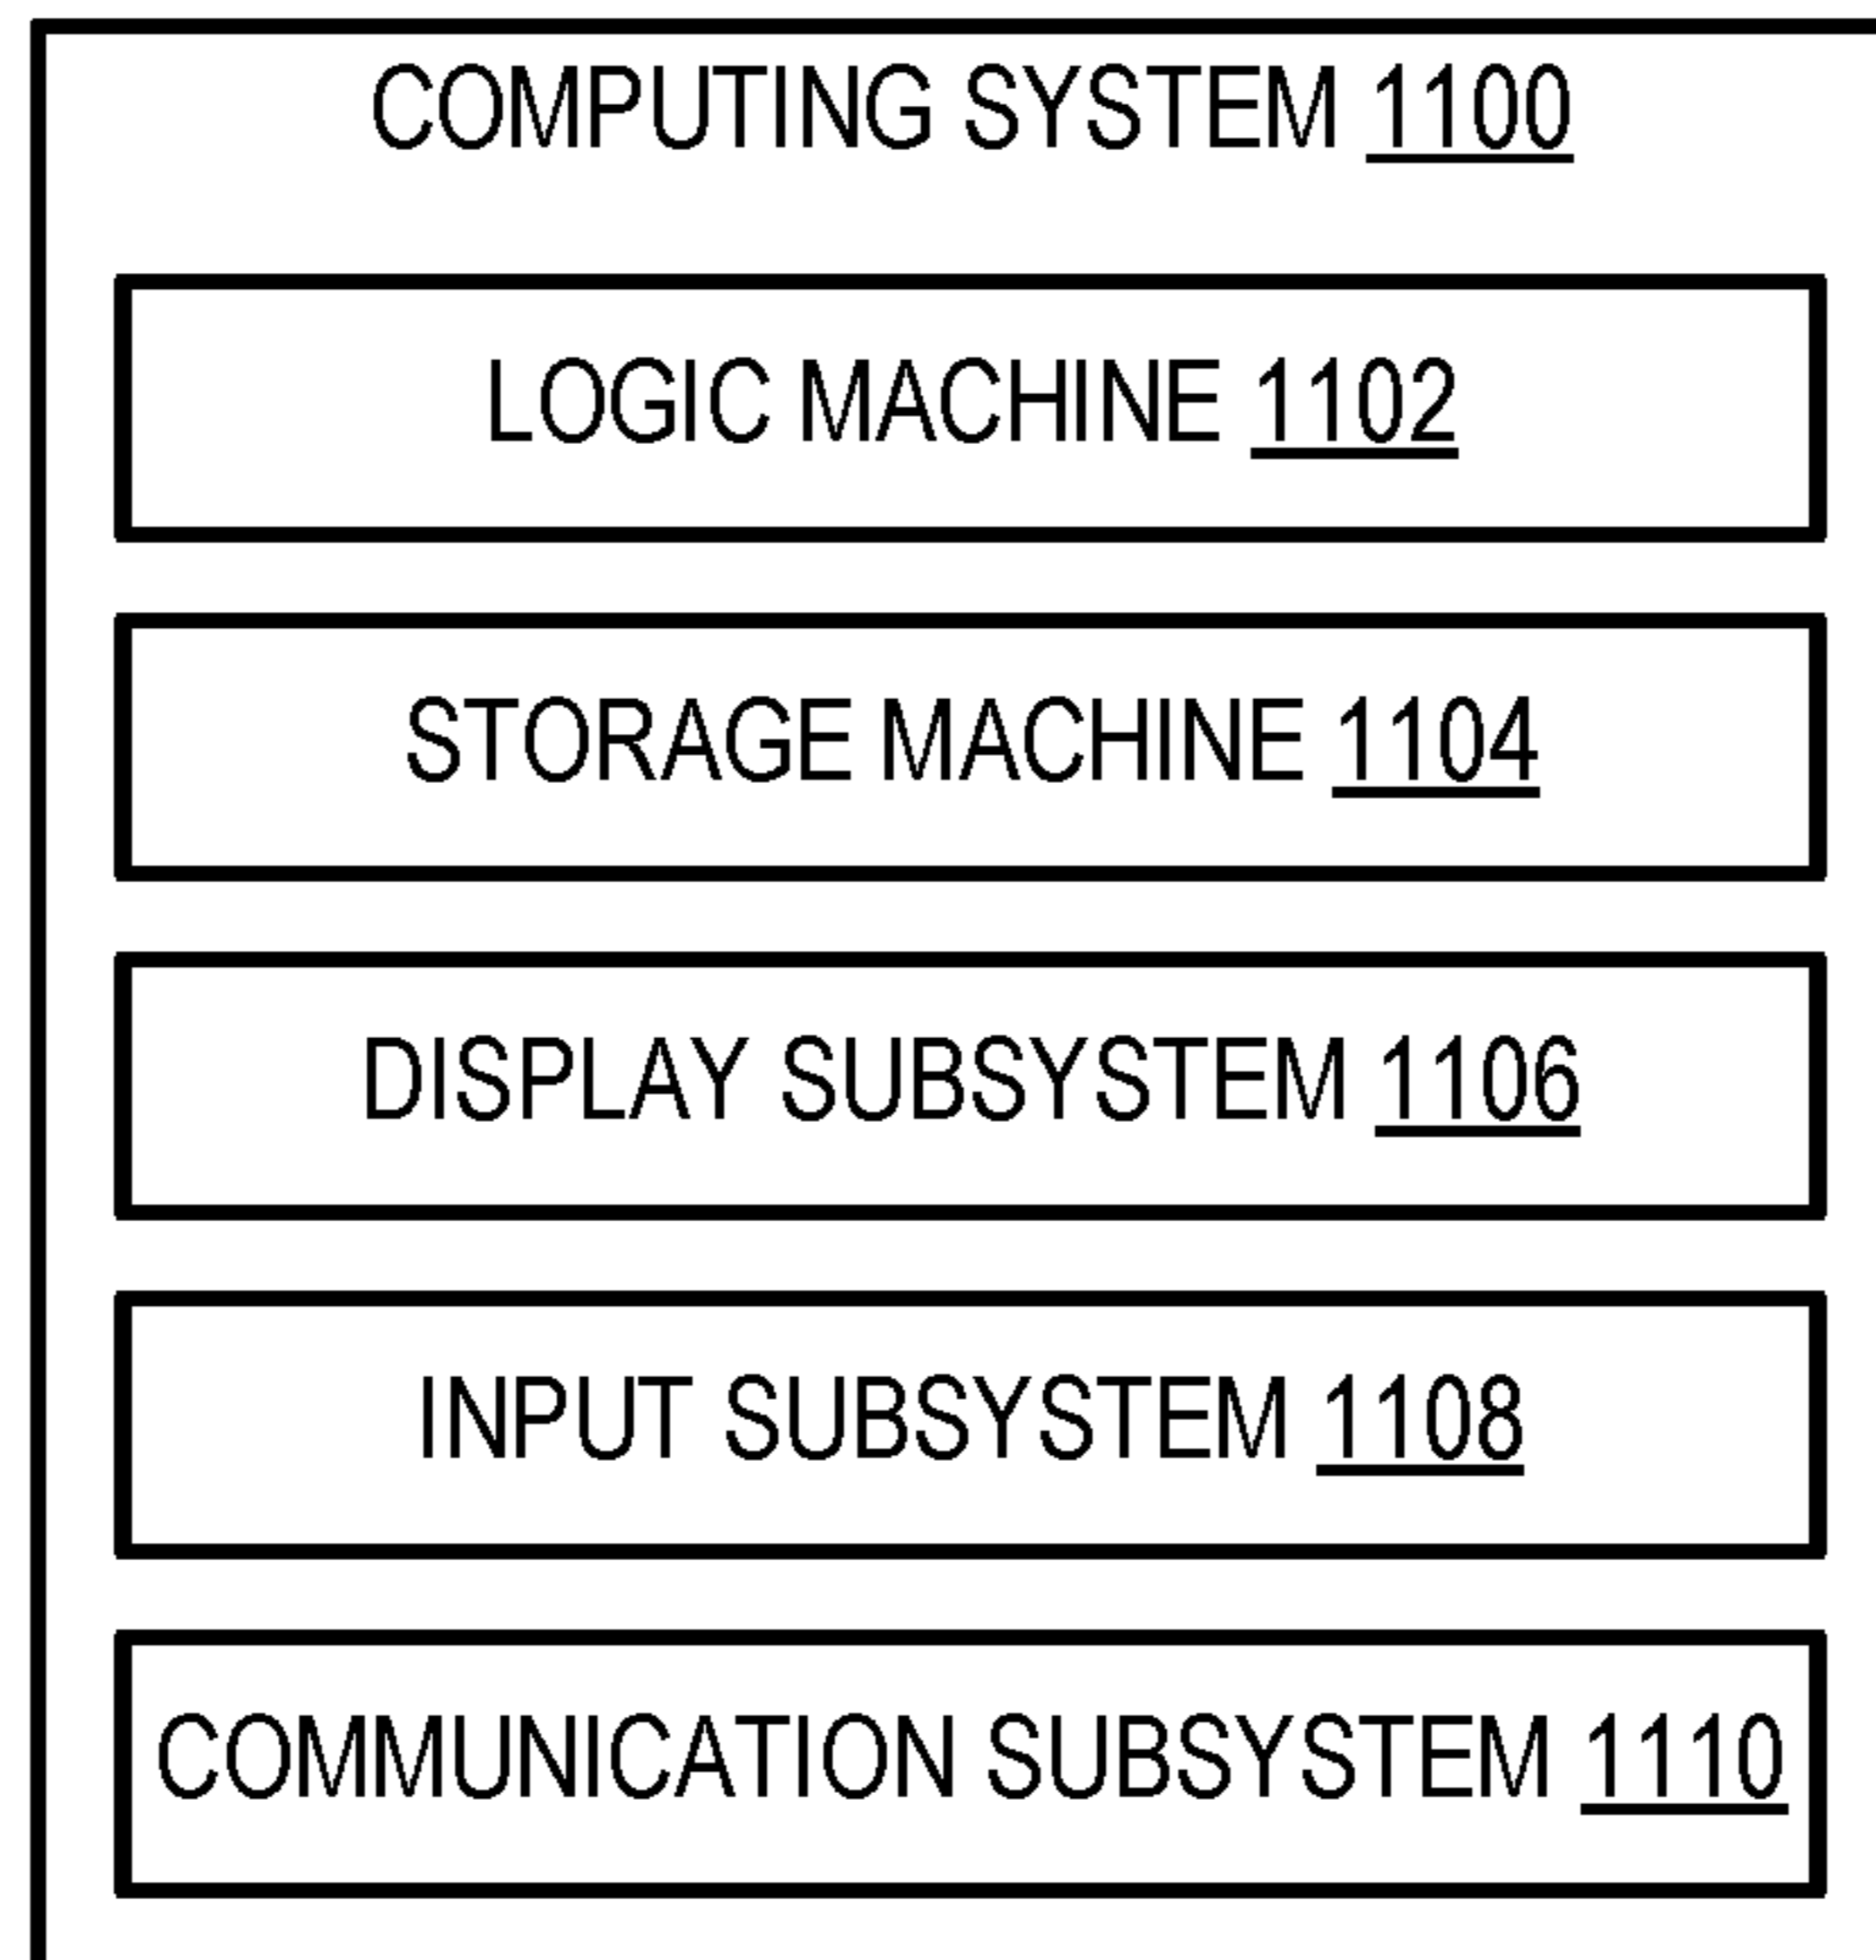 COMPUTING SYSTEM 1100
LOGIC MACHINE 1102
STORAGE MACHINE 1104
DISPLAY SUBSYSTEM 1106
INPUT SUBSYSTEM 1108
COMMUNICATION SUBSYSTEM 1110